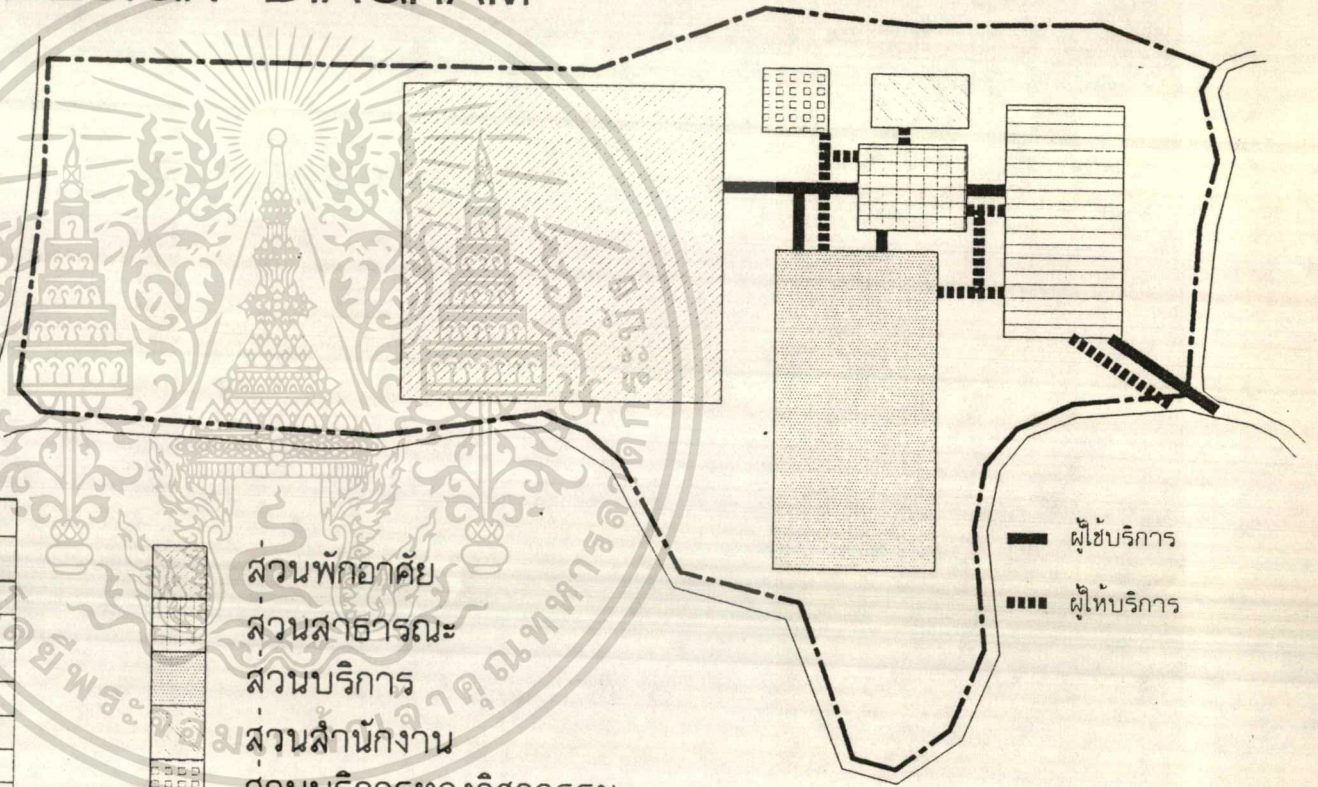 DIAGRAM
ส่วนพักอาศัย
ส่วนสาธารณะ
ส่วนบริการ
ส่วนสำนักงาน
ผู้ใช้บริการ
ผู้ให้บริการ